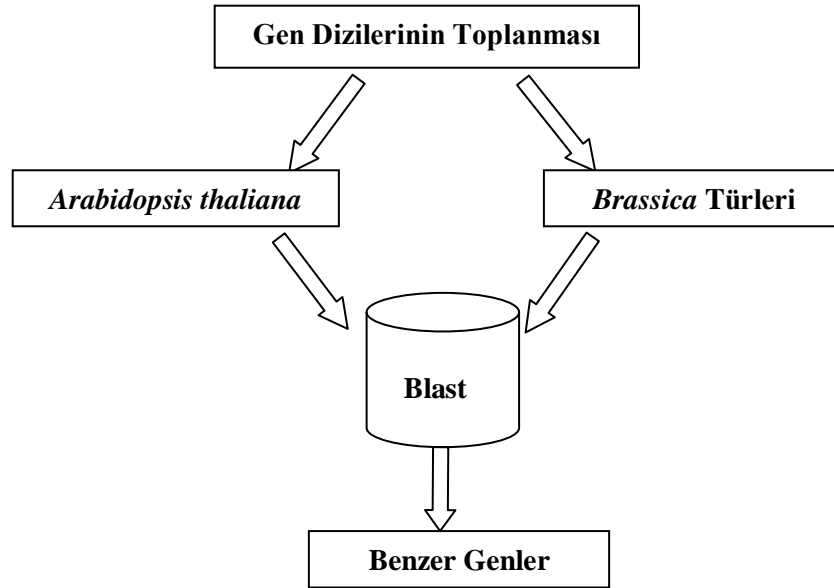 Gen Dizilerinin Toplanması
Arabidopsis thaliana
Brassica Türleri
Blast
Benzer Genler